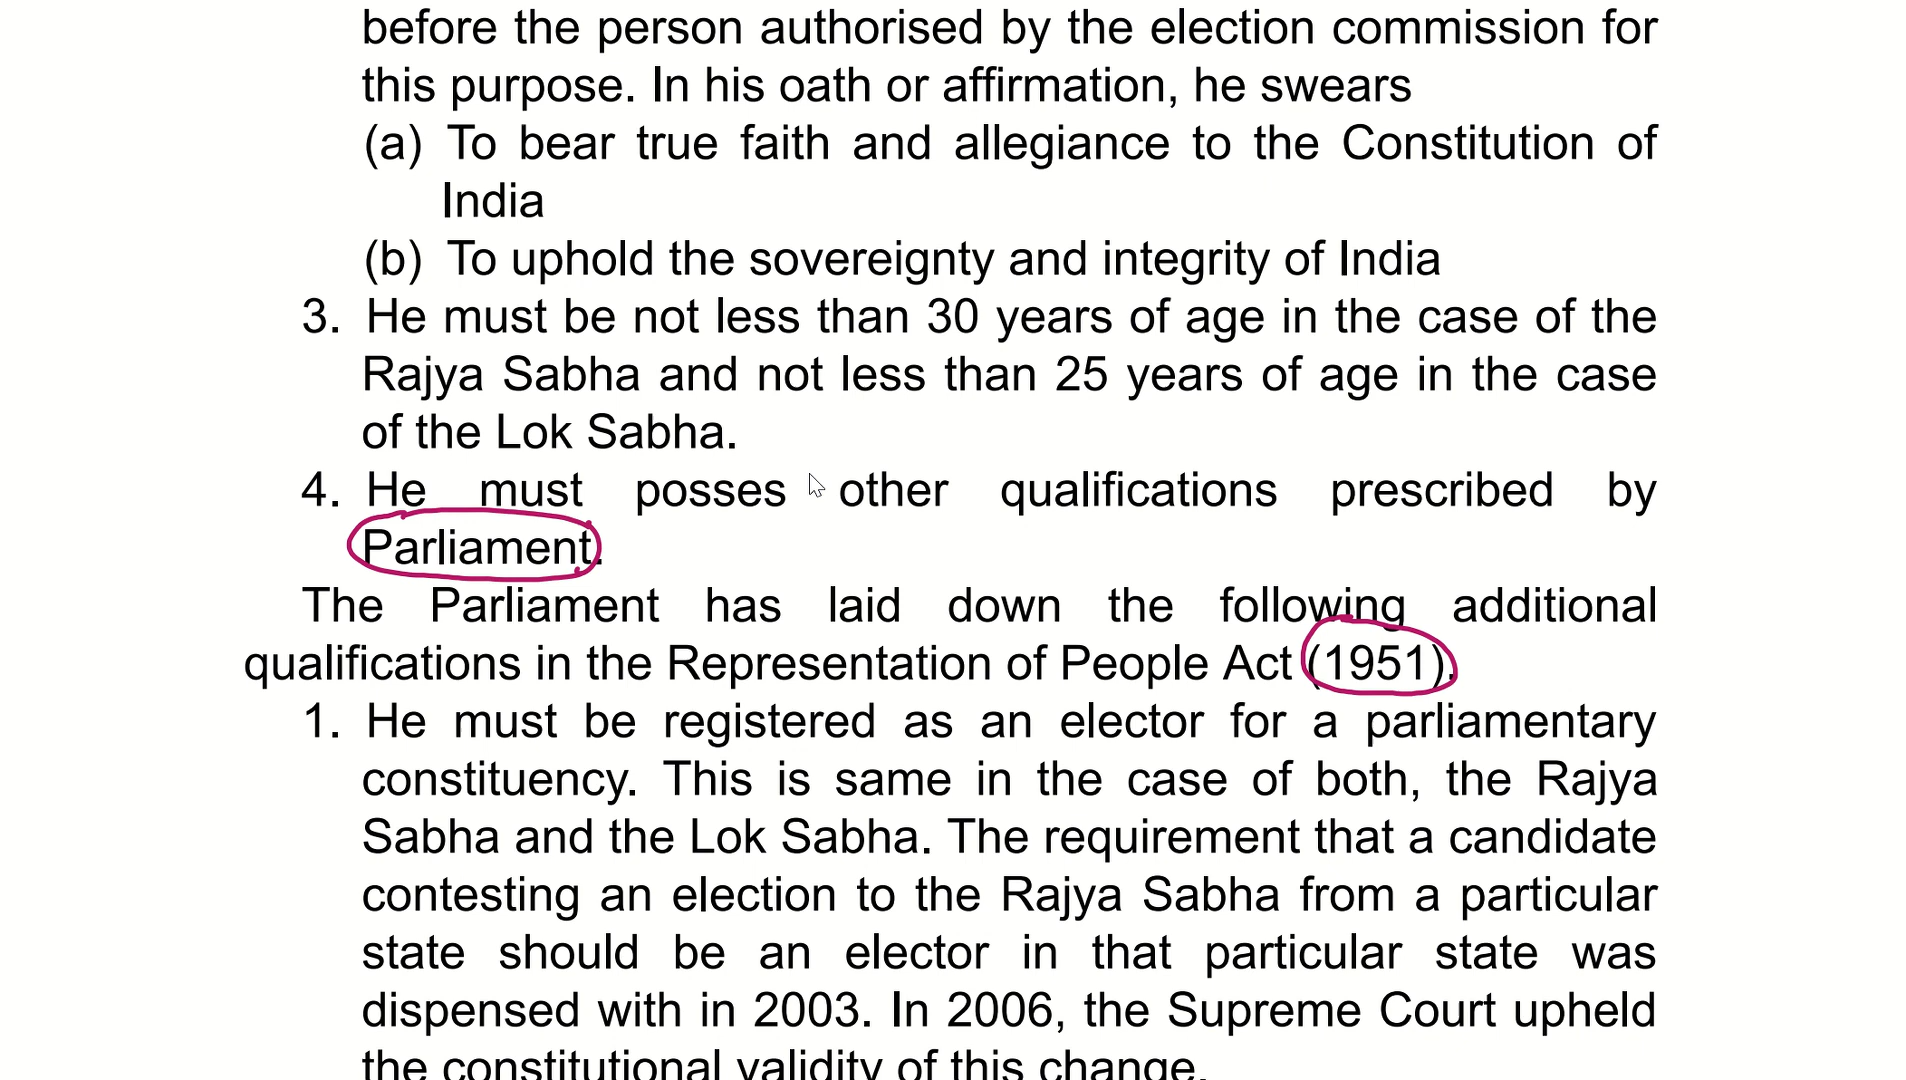 before the person authorised by the election commission for
this purpose. In his oath or affirmation, he swears
(a) To bear true faith and allegiance to the Constitution of
India
(b) To uphold the sovereignty and integrity of India
3. He must be not less than 30 years of age in the case of the
Rajya Sabha and not less than 25 years of age in the case
of the Lok Sabha.
4. He must posses other qualifications prescribed by
Parliament.
The Parliament has laid down the following additional
qualifications in the Representation of People Act (1951).
1. He must be registered as an elector for a parliamentary
constituency. This is same in the case of both, the Rajya
Sabha and the Lok Sabha. The requirement that a candidate
contesting an election to the Rajya Sabha from a particular
state should be an elector in that particular state was
dispensed with in 2003. In 2006, the Supreme Court upheld
the constitutional validity of this change.